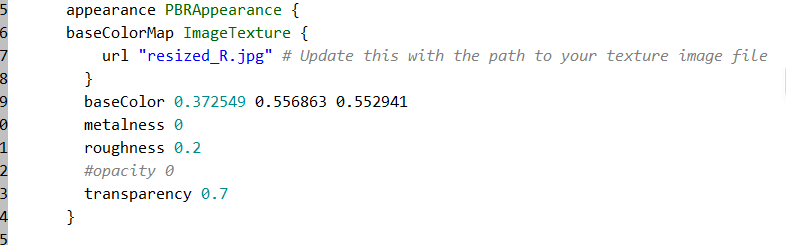 5 appearance PBRAppearance {
6 baseColorMap ImageTexture {
7 url "resized_R.jpg" # Update this with the path to your texture image file
8 }
9 baseColor 0.372549 0.556863 0.552941
0 metalness 0
1 roughness 0.2
2 #opacity 0
3 transparency 0.7
4 }
5